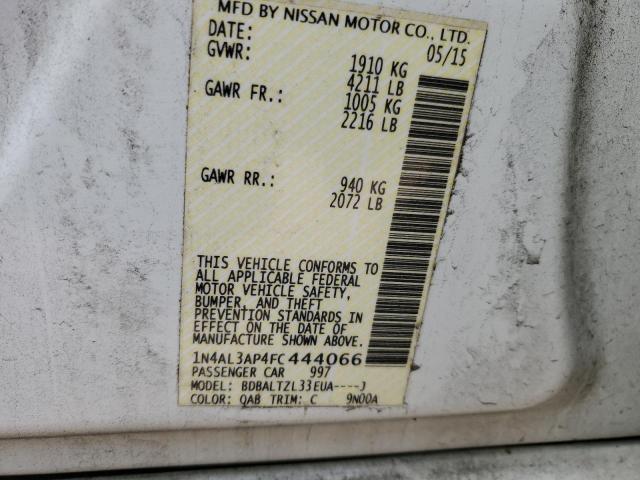 MFD BY NISSAN MOTOR CO., LTD.
DATE: 05/15
GVWR: 1910 KG
4211 LB
GAWR FR.: 1005 KG
2216 LB
GAWR RR.: 940 KG
2072 LB
THIS VEHICLE CONFORMS TO
ALL APPLICABLE FEDERAL
MOTOR VEHICLE SAFETY,
BUMPER, AND THEFT
PREVENTION STANDARDS IN
EFFECT ON THE DATE OF
MANUFACTURE SHOWN ABOVE.
1N4AL3AP4FC444066
PASSENGER CAR 997
MODEL: BDBALTZL33EUA----J
COLOR: QAB TRIM: C 9N00A